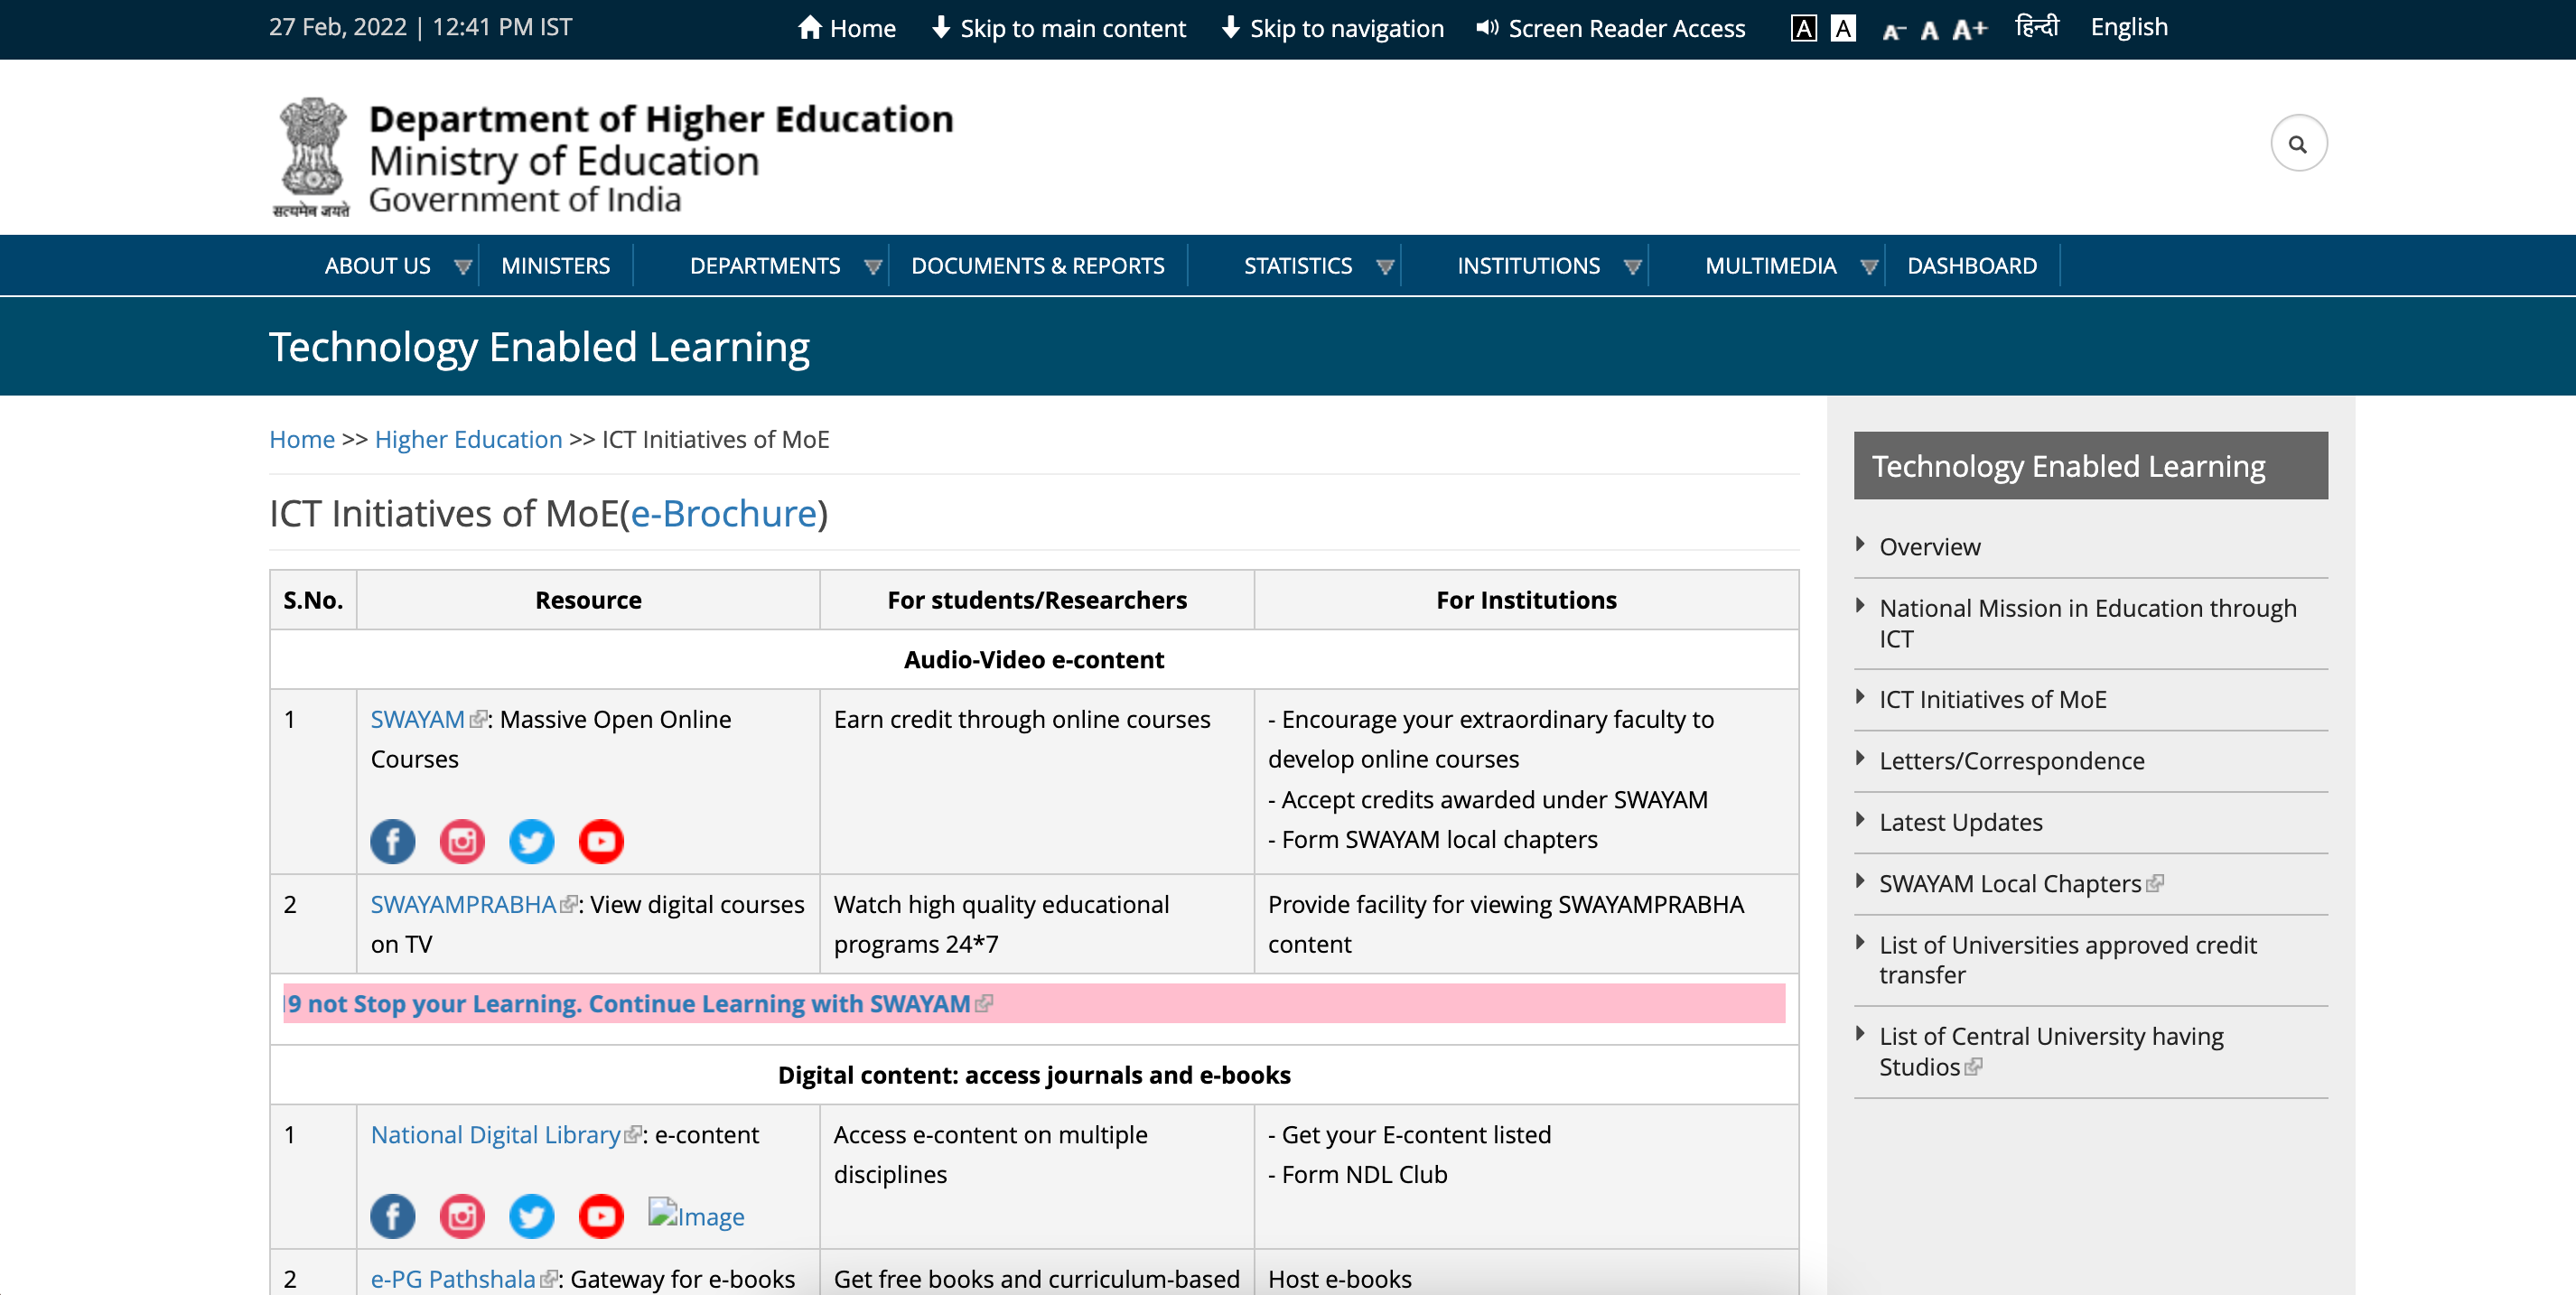 27 Feb, 2022 | 12:41 PM IST
Home
Skip to main content
Skip to navigation
Screen Reader Access
A
A
A-
A
A+
हिन्दी
English
सत्यमेव जयते
Department of Higher Education
Ministry of Education
Government of India
ABOUT US
MINISTERS
DEPARTMENTS
DOCUMENTS & REPORTS
STATISTICS
INSTITUTIONS
MULTIMEDIA
DASHBOARD
Technology Enabled Learning
Home >> Higher Education >> ICT Initiatives of MoE
ICT Initiatives of MoE(e-Brochure)
S.No.
Resource
For students/Researchers
For Institutions
Audio-Video e-content
1
SWAYAM: Massive Open Online
Courses
Earn credit through online courses
- Encourage your extraordinary faculty to
develop online courses
- Accept credits awarded under SWAYAM
- Form SWAYAM local chapters
2
SWAYAMPRABHA: View digital courses
on TV
Watch high quality educational
programs 24*7
Provide facility for viewing SWAYAMPRABHA
content
9 not Stop your Learning. Continue Learning with SWAYAM
Digital content: access journals and e-books
1
National Digital Library: e-content
Image
Access e-content on multiple
disciplines
- Get your E-content listed
- Form NDL Club
2
e-PG Pathshala: Gateway for e-books
Get free books and curriculum-based
Host e-books
Technology Enabled Learning
Overview
National Mission in Education through
ICT
ICT Initiatives of MoE
Letters/Correspondence
Latest Updates
SWAYAM Local Chapters
List of Universities approved credit
transfer
List of Central University having
Studios